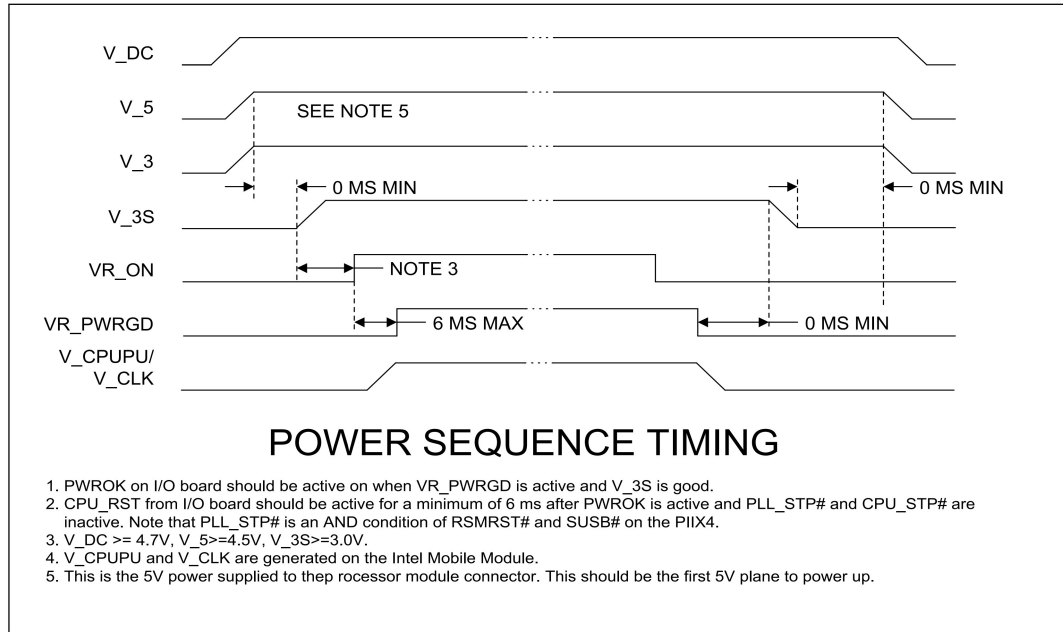 V_DC
V_5
SEE NOTE 5
V_3
0 MS MIN
0 MS MIN
V_3S
VR_ON
NOTE 3
VR_PWRGD
6 MS MAX
0 MS MIN
V_CPUPU/
V_CLK
POWER SEQUENCE TIMING
1. PWROK on I/O board should be active on when VR_PWRGD is active and V_3S is good.
2. CPU_RST from I/O board should be active for a minimum of 6 ms after PWROK is active and PLL_STP# and CPU_STP# are
inactive. Note that PLL_STP# is an AND condition of RSMRST# and SUSB# on the PIIX4.
3. V_DC >= 4.7V, V_5>=4.5V, V_3S>=3.0V.
4. V_CPUPU and V_CLK are generated on the Intel Mobile Module.
5. This is the 5V power supplied to thep rocessor module connector. This should be the first 5V plane to power up.